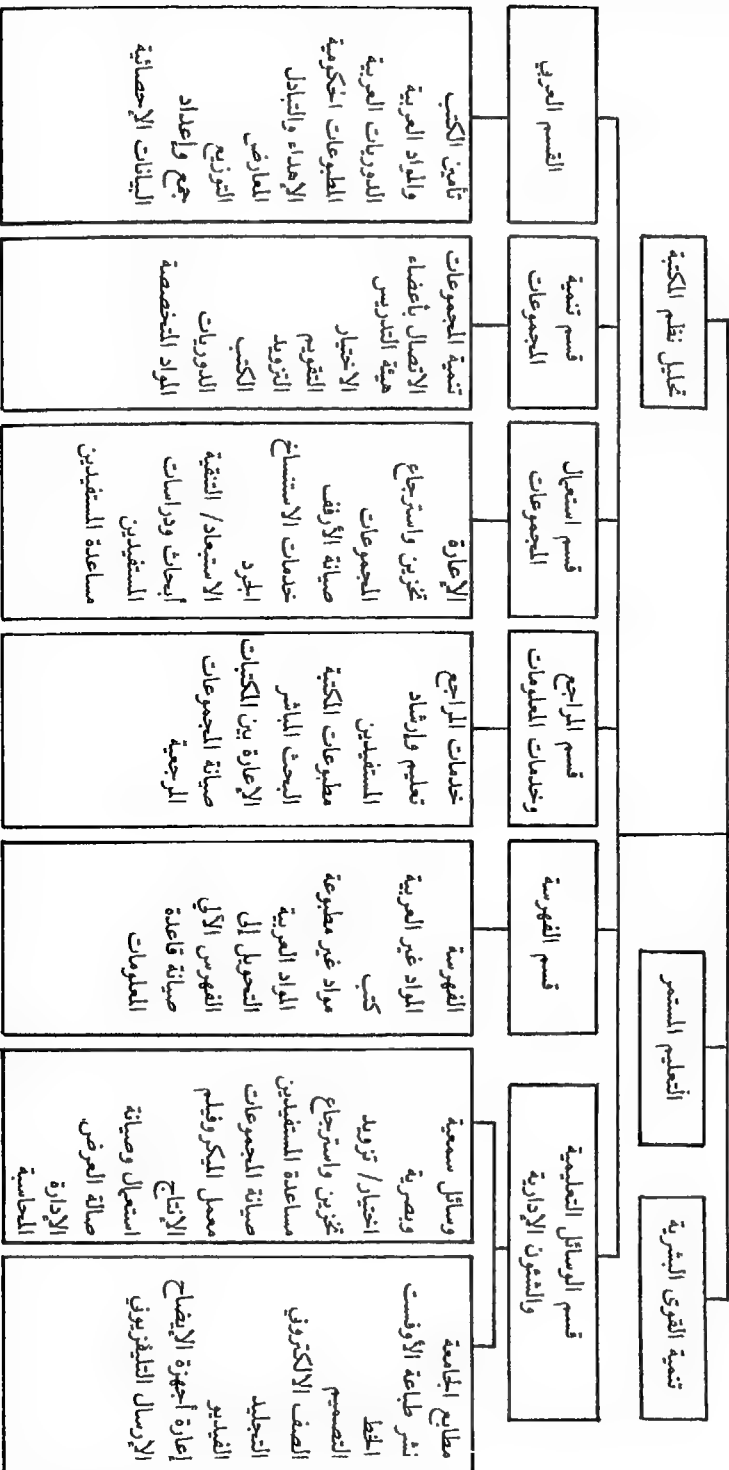 تنمية القوى البشرية
التعليم المستمر
تحليل نظم المكتبة
قسم الوسائل التعليمية
والشئون الإدارية
قسم الفهرسة
قسم المراجع
وخدمات المعلومات
قسم استعمال
المجموعات
قسم تنمية
المجموعات
القسم العربي
مطابع الجامعة
نشر طباعة الأوفست
الخط
التصميم
الصف الالكتروني
التجليد
الفيديو
إعارة أجهزة الإيضاح
الإرسال التليفزيوني
وسائل سمعية
وبصرية
اختيار/ تزويد
تخزين واسترجاع
مساعدة المستفيدين
صيانة المجموعات
معمل الميكروفيلم
الإنتاج
استعمال وصيانة
صالة العرض
الإدارة
المحاسبة
الفهرسة
المواد غير العربية
كتب
مواد غير مطبوعة
المواد العربية
التحويل إلى
الفهرس الآلي
صيانة قاعدة
المعلومات
خدمات المراجع
تعليم وإرشاد
المستفيدين
مطبوعات المكتبة
البحث المباشر
الإعارة بين المكتبات
صيانة المجموعات
المرجعية
الإعارة
تخزين واسترجاع
المجموعات
صيانة الأرفف
خدمات الاستنساخ
الجرد
الاستبعاد/ التنقية
أبحاث ودراسات
المستفيدين
مساعدة المستفيدين
تنمية المجموعات
الاتصال بأعضاء
هيئة التدريس
الاختيار
التقويم
التزويد
الكتب
الدوريات
المواد المتخصصة
تأمين الكتب
والمواد العربية
الدوريات العربية
المطبوعات الحكومية
الإهداء والتبادل
المعارض
التوزيع
جمع وإعداد
البيانات الإحصائية